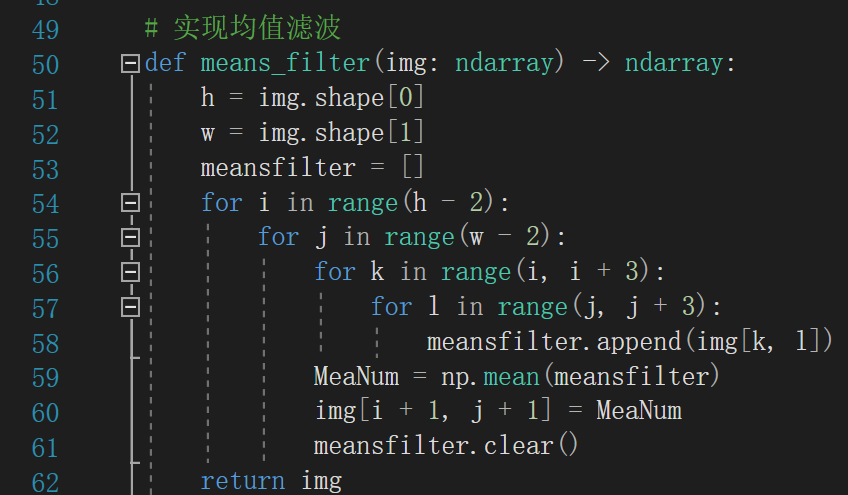 49 # 实现均值滤波
50 def means_filter(img: ndarray) -> ndarray:
51 h = img.shape[0]
52 w = img.shape[1]
53 meansfilter = []
54 for i in range(h - 2):
55 for j in range(w - 2):
56 for k in range(i, i + 3):
57 for l in range(j, j + 3):
58 meansfilter.append(img[k, l])
59 MeaNum = np.mean(meansfilter)
60 img[i + 1, j + 1] = MeaNum
61 meansfilter.clear()
62 return img